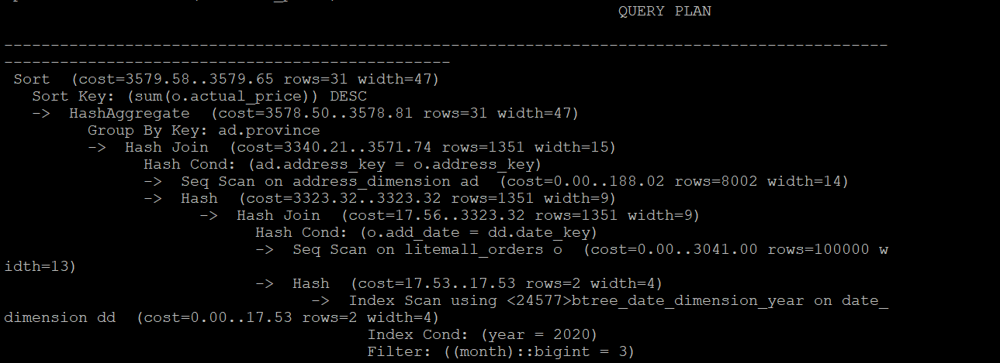 QUERY PLAN
-----------------------------------------------------------------------------------------------
------------------------------------------------
Sort  (cost=3579.58..3579.65 rows=31 width=47)
Sort Key: (sum(o.actual_price)) DESC
->  HashAggregate  (cost=3578.50..3578.81 rows=31 width=47)
Group By Key: ad.province
->  Hash Join  (cost=3340.21..3571.74 rows=1351 width=15)
Hash Cond: (ad.address_key = o.address_key)
->  Seq Scan on address_dimension ad  (cost=0.00..188.02 rows=8002 width=14)
->  Hash  (cost=3323.32..3323.32 rows=1351 width=9)
->  Hash Join  (cost=17.56..3323.32 rows=1351 width=9)
Hash Cond: (o.add_date = dd.date_key)
->  Seq Scan on litemall_orders o  (cost=0.00..3041.00 rows=100000 w
idth=13)
->  Hash  (cost=17.53..17.53 rows=2 width=4)
->  Index Scan using <24577>btree_date_dimension_year on date_
dimension dd  (cost=0.00..17.53 rows=2 width=4)
Index Cond: (year = 2020)
Filter: ((month)::bigint = 3)